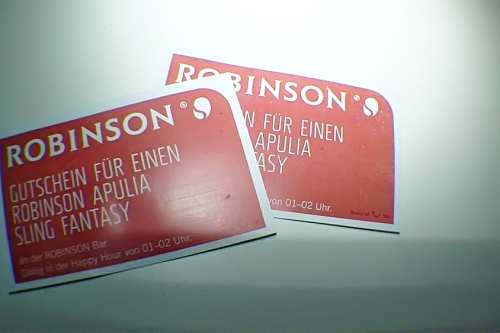 ROBINSON
GUTSCHEIN FÜR EINEN
ROBINSON APULIA
SLING FANTASY
an der ROBINSON Bar
Gültig in der Happy Hour von 01–02 Uhr.
ROBINSON
N FÜR EINEN
APULIA
TASY
von 01–02 Uhr.